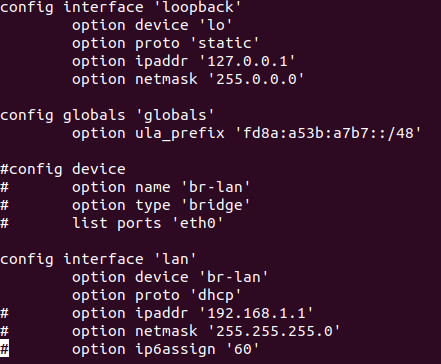 config interface 'loopback'
        option device 'lo'
        option proto 'static'
        option ipaddr '127.0.0.1'
        option netmask '255.0.0.0'

config globals 'globals'
        option ula_prefix 'fd8a:a53b:a7b7::/48'

#config device
#       option name 'br-lan'
#       option type 'bridge'
#       list ports 'eth0'

config interface 'lan'
        option device 'br-lan'
        option proto 'dhcp'
#       option ipaddr '192.168.1.1'
#       option netmask '255.255.255.0'
#       option ip6assign '60'